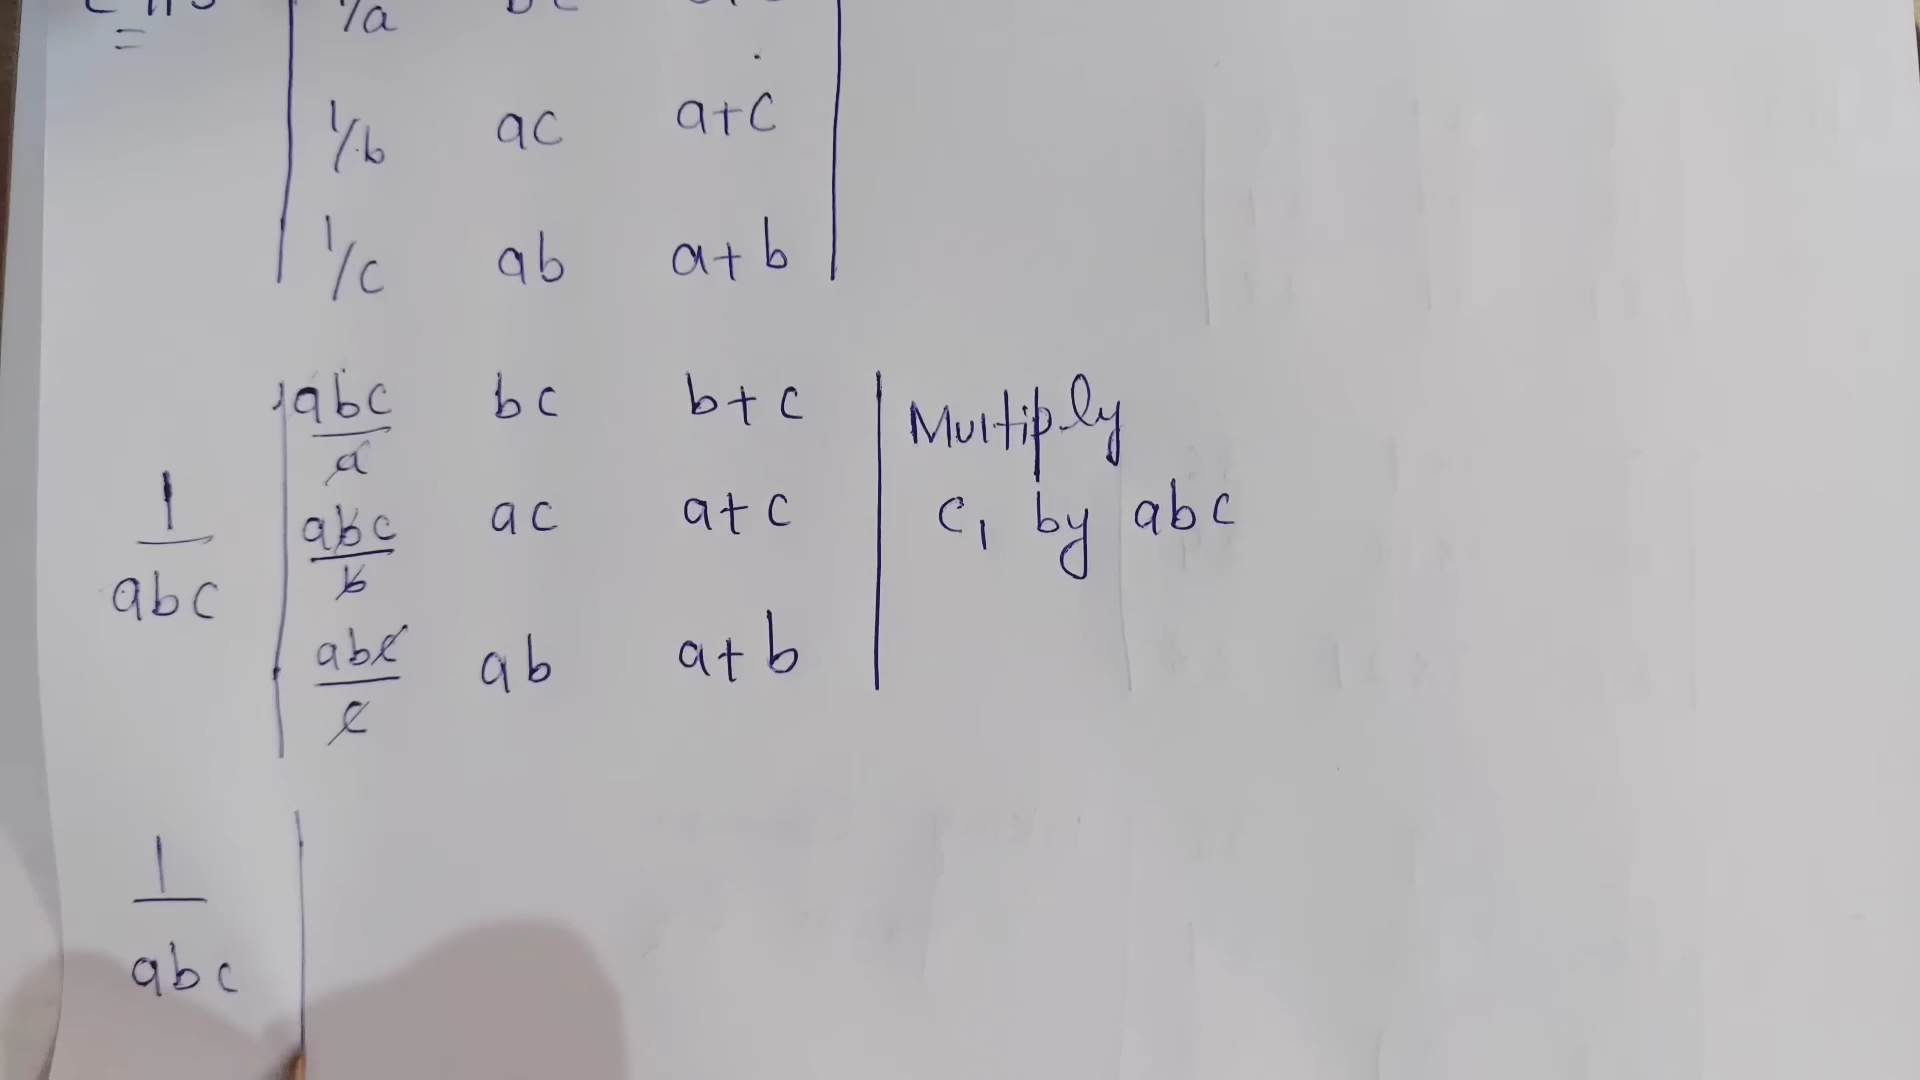 1/a bc
1/b ac a+c
1/c ab a+b
abc/a bc b+c Multiply
1/abc abc/b ac a+c C₁ by abc
abc/c ab a+b
1/abc